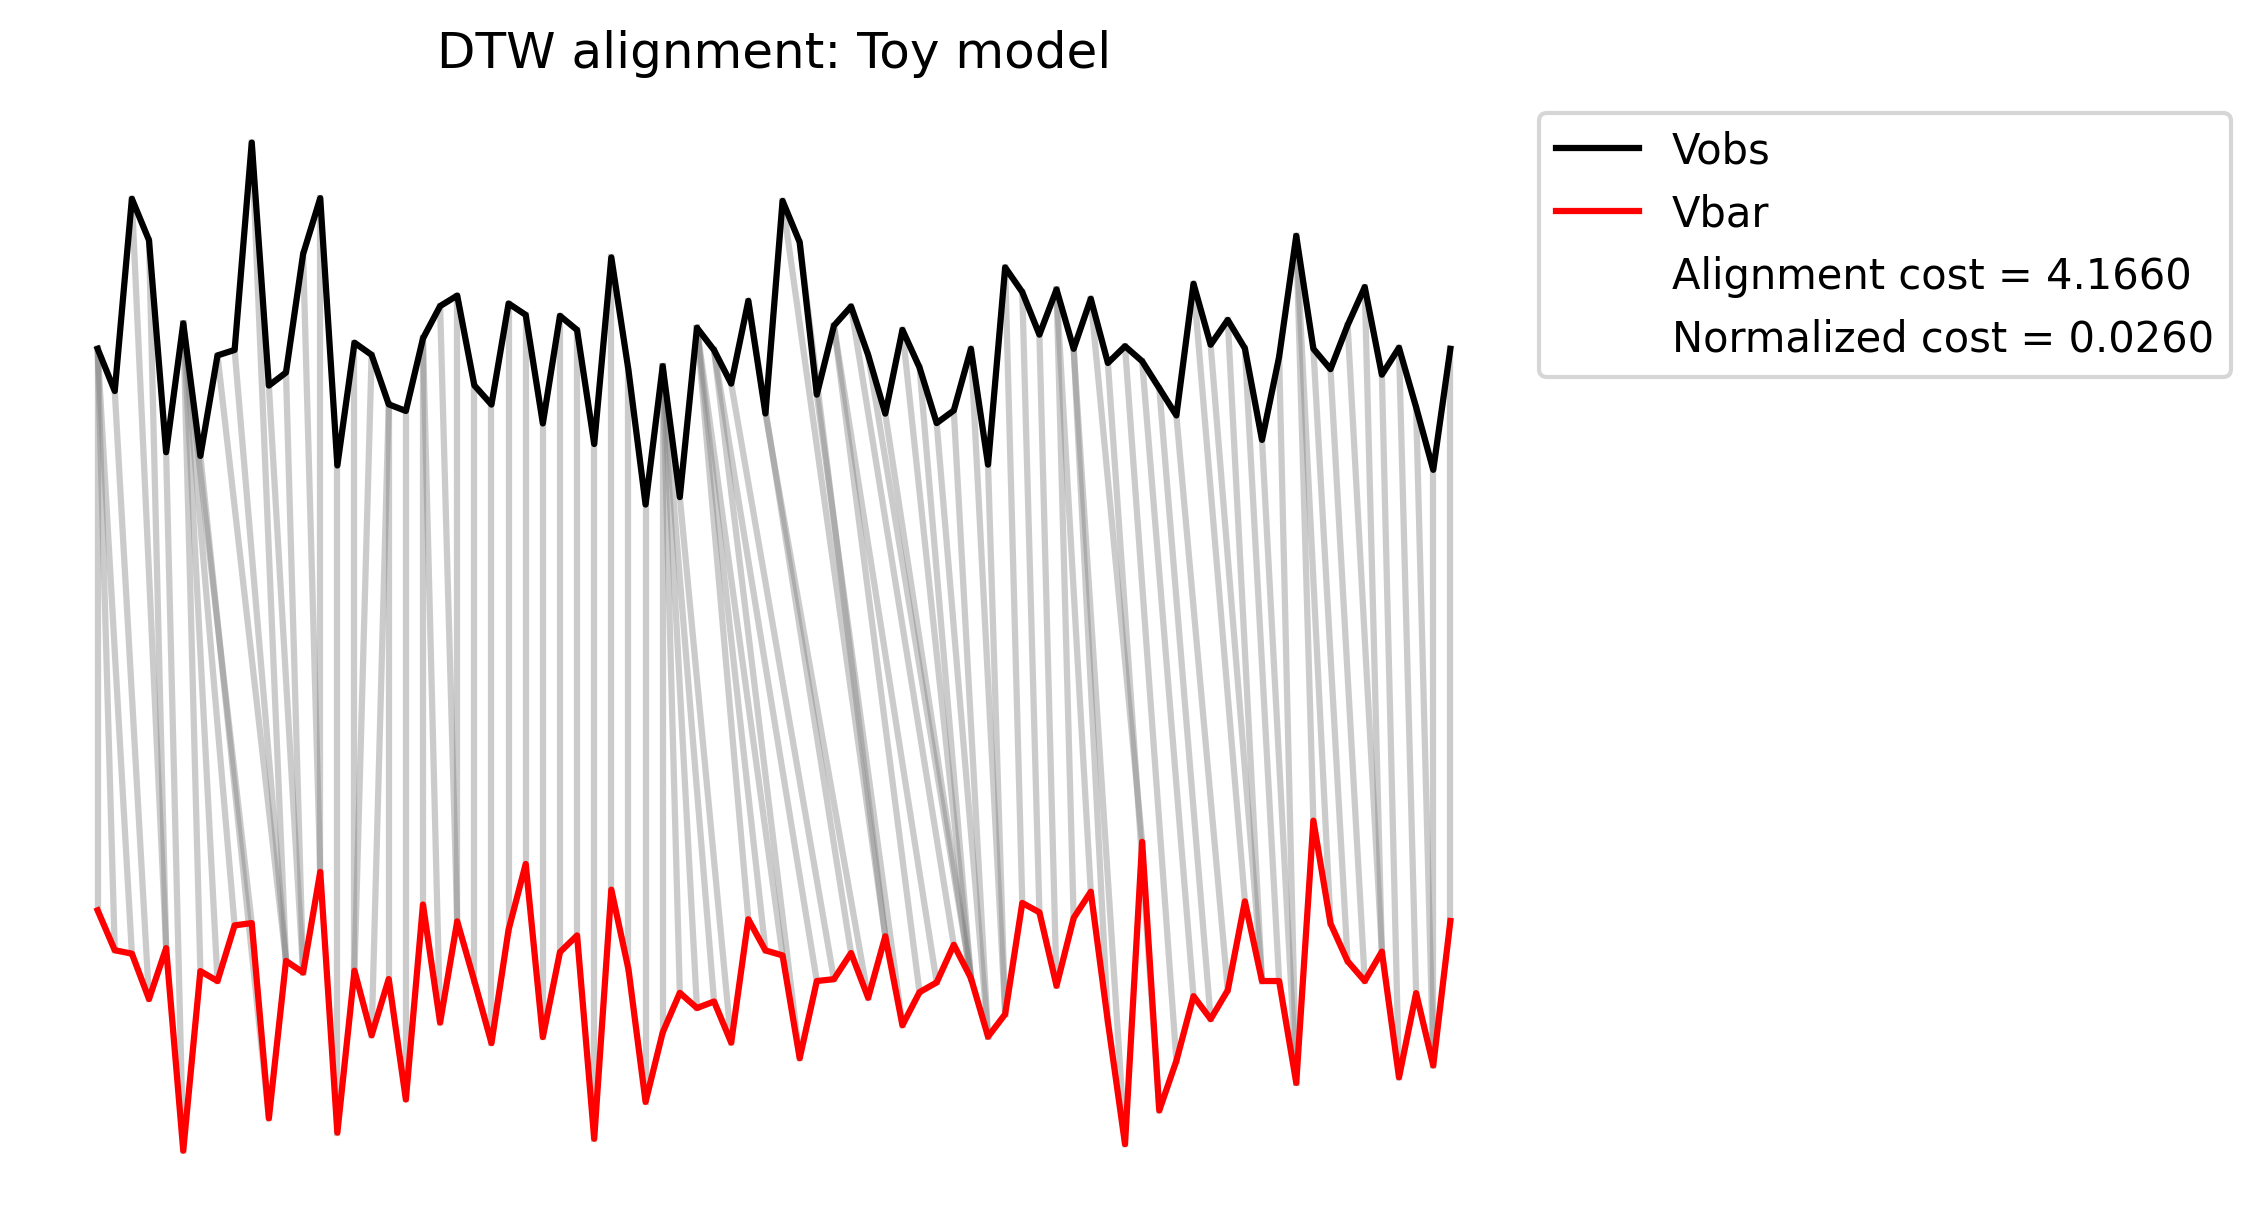 DTW alignment: Toy model
Vobs
Vbar
Alignment cost = 4.1660
Normalized cost = 0.0260